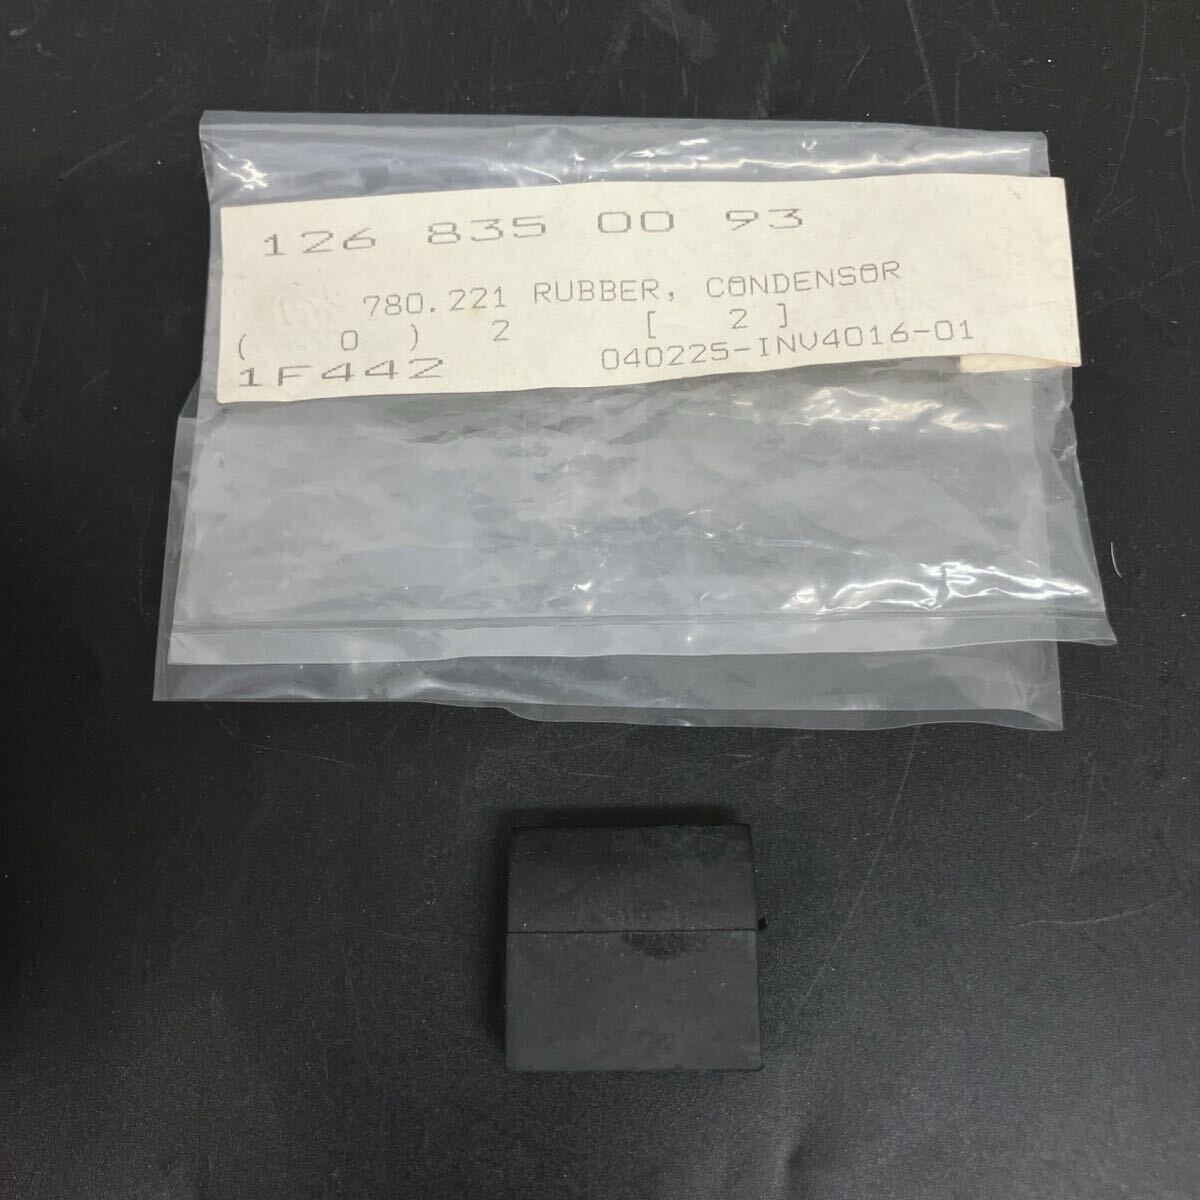 126 835 00 93
780.221 RUBBER, CONDENSOR
( 0 ) 2 [ 2 ]
1F442 040225-INV4016-01